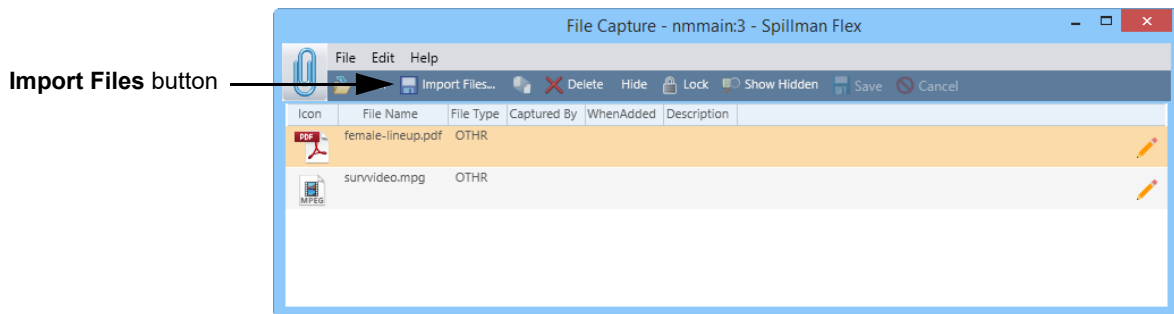 File Capture - nmmain:3 - Spillman Flex
File Edit Help
Import Files button
Import Files... Delete Hide Lock Show Hidden Save Cancel
Icon File Name File Type Captured By WhenAdded Description
PDF female-lineup.pdf OTHR
survvideo.mpg OTHR
MPEG